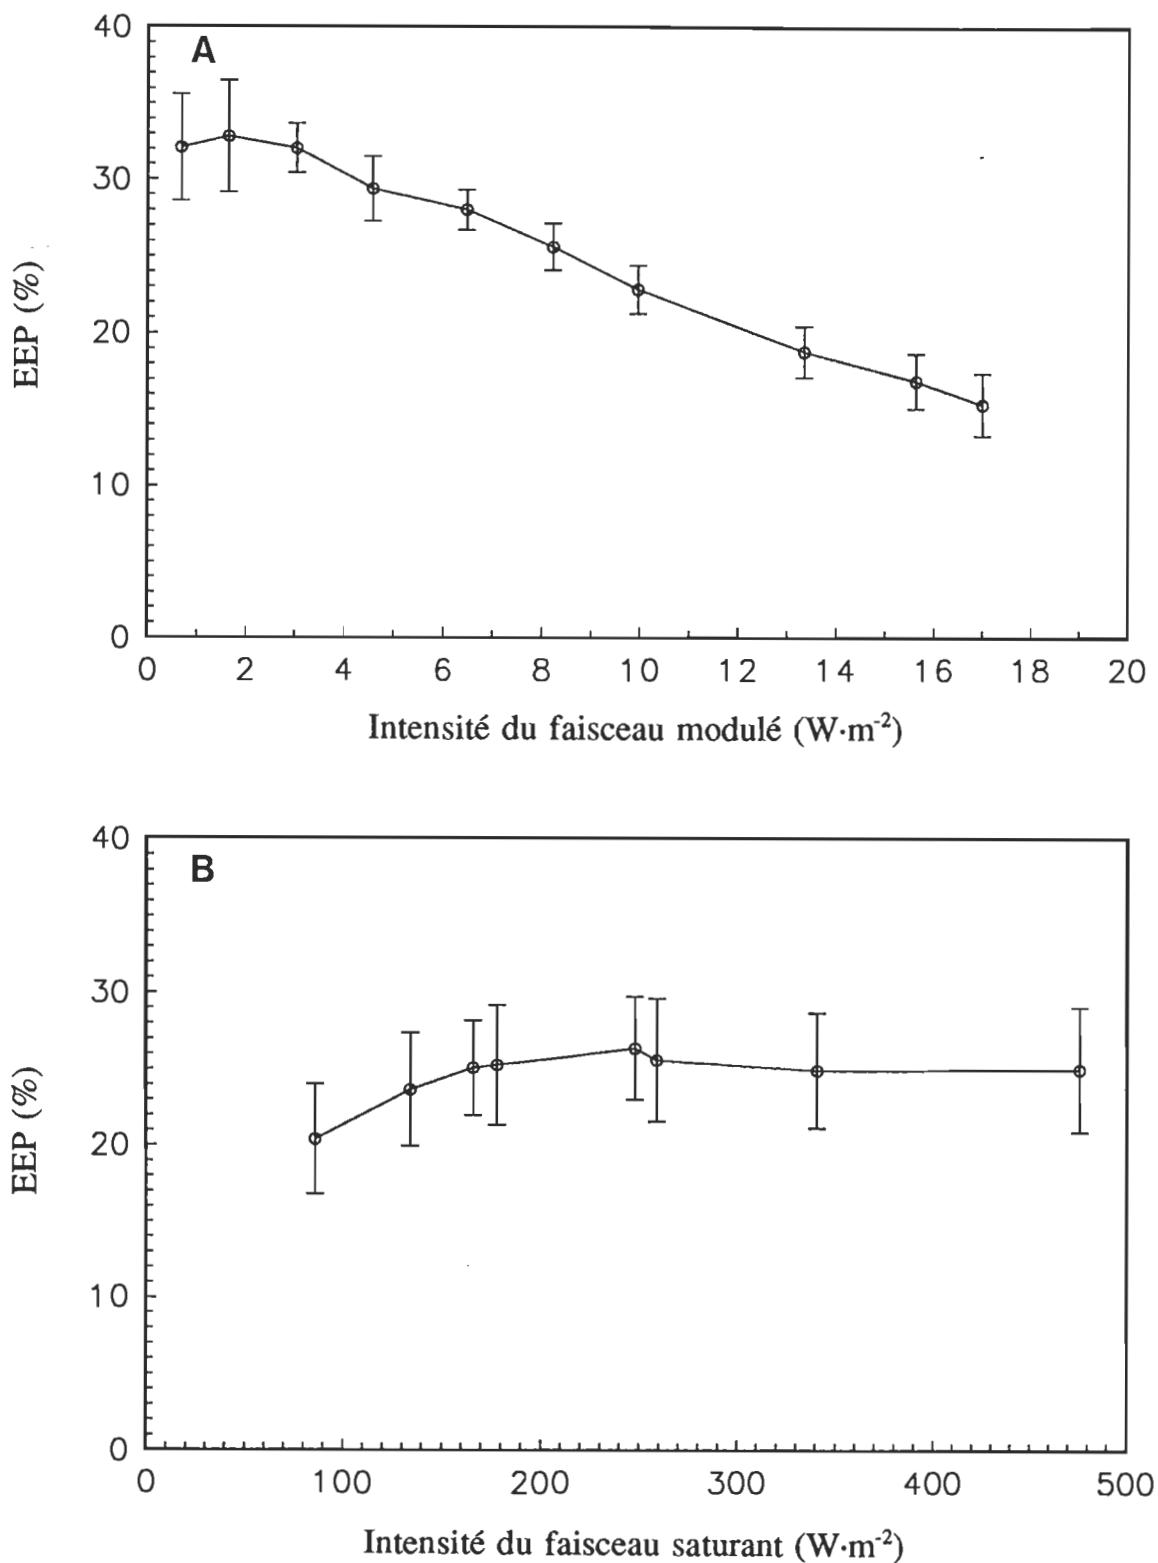 A
40
30
20
10
0
EEP (%)
0 2 4 6 8 10 12 14 16 18 20
Intensité du faisceau modulé (W·m⁻²)
B
40
30
20
10
0
EEP (%)
0 100 200 300 400 500
Intensité du faisceau saturant (W·m⁻²)